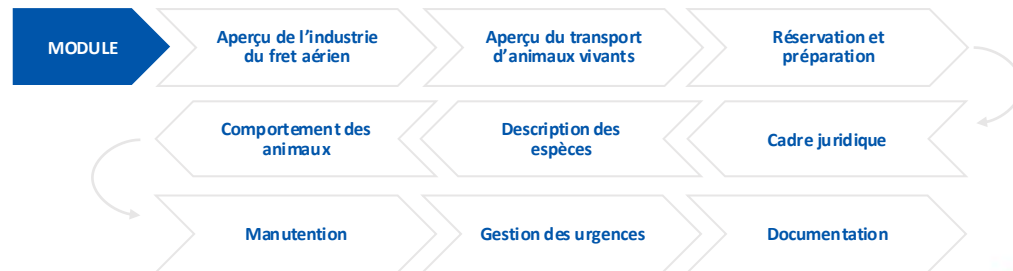 MODULE
Aperçu de l'industrie
du fret aérien
Aperçu du transport
d'animaux vivants
Réservation et
préparation
Cadre juridique
Description des
espèces
Comportement des
animaux
Manutention
Gestion des urgences
Documentation